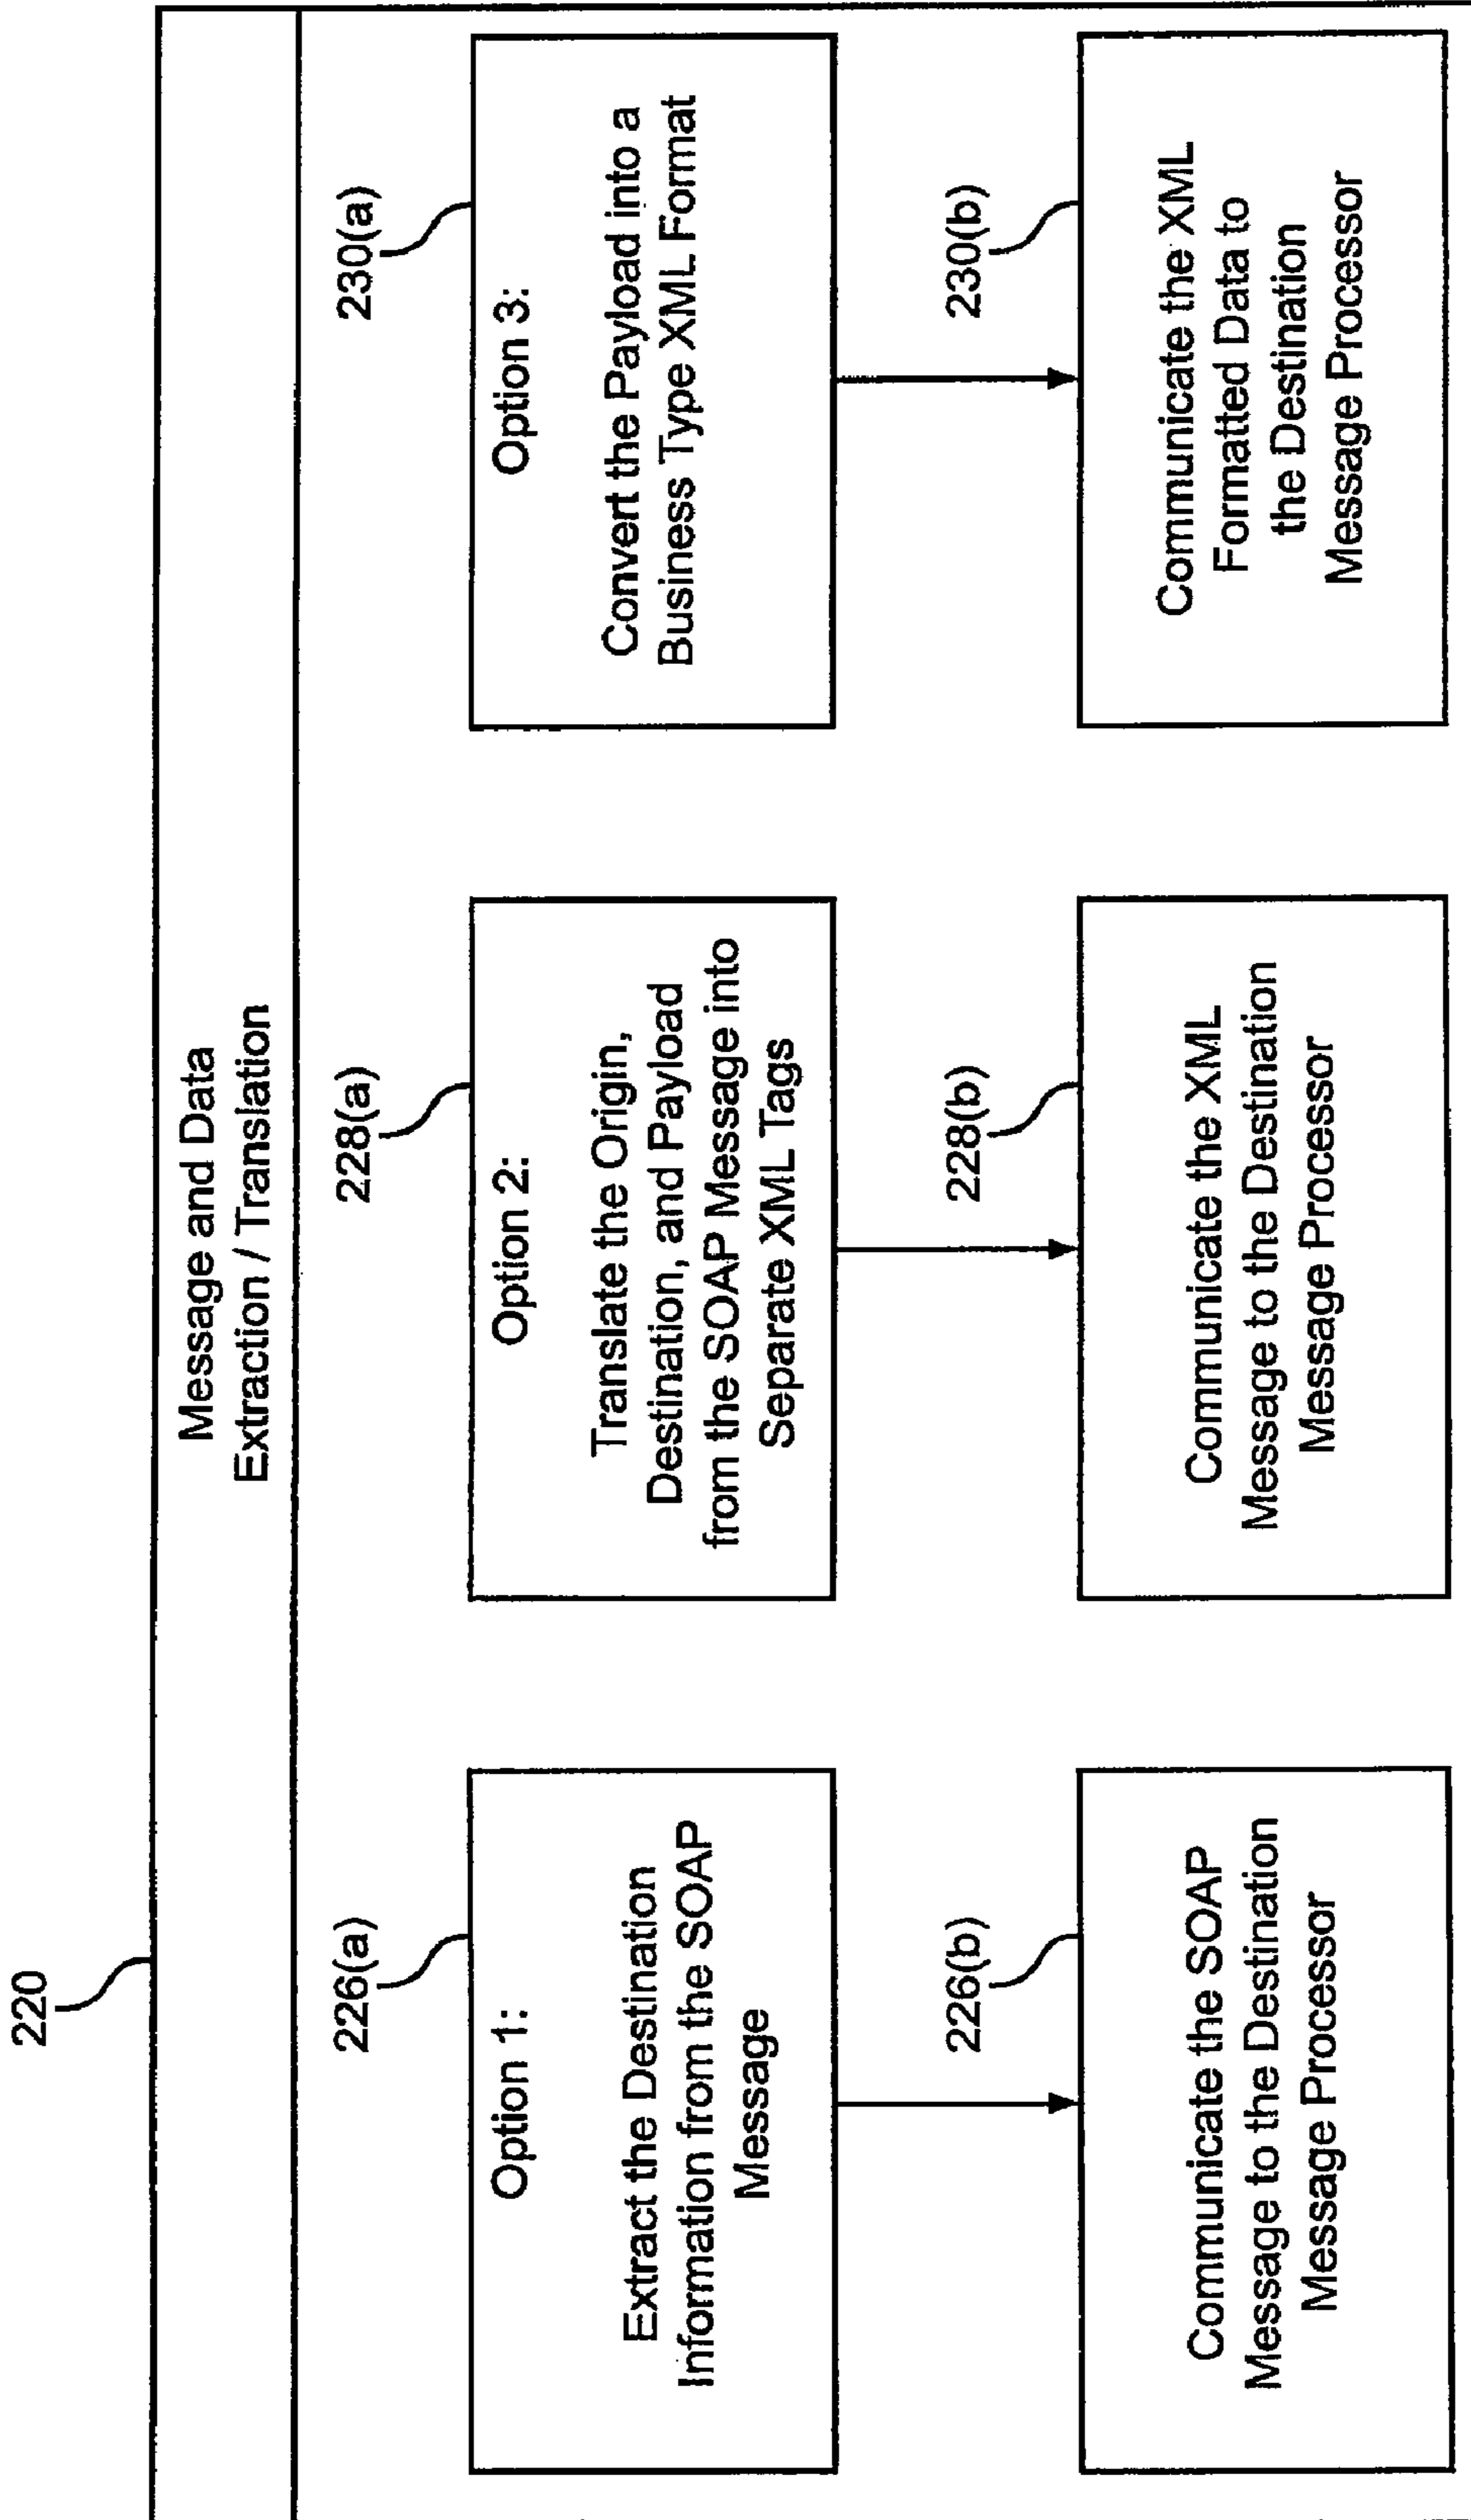 220
Message and Data
Extraction / Translation
226(a)
Option 1:
Extract the Destination
Information from the SOAP
Message
226(b)
Communicate the SOAP
Message to the Destination
Message Processor
228(a)
Option 2:
Translate the Origin,
Destination, and Payload
from the SOAP Message into
Separate XML Tags
228(b)
Communicate the XML
Message to the Destination
Message Processor
230(a)
Option 3:
Convert the Payload into a
Business Type XML Format
230(b)
Communicate the XML
Formatted Data to
the Destination
Message Processor